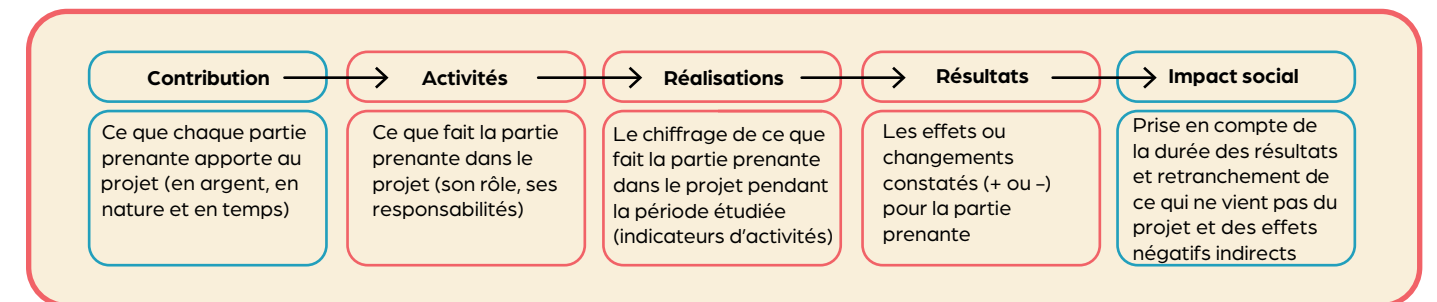 Contribution
Activités
Réalisations
Résultats
Impact social
Ce que chaque partie
prenante apporte au
projet (en argent, en
nature et en temps)
Ce que fait la partie
prenante dans le
projet (son rôle, ses
responsabilités)
Le chiffrage de ce que
fait la partie prenante
dans le projet pendant
la période étudiée
(indicateurs d’activités)
Les effets ou
changements
constatés (+ ou -)
pour la partie
prenante
Prise en compte de
la durée des résultats
et retranchement de
ce qui ne vient pas du
projet et des effets
négatifs indirects